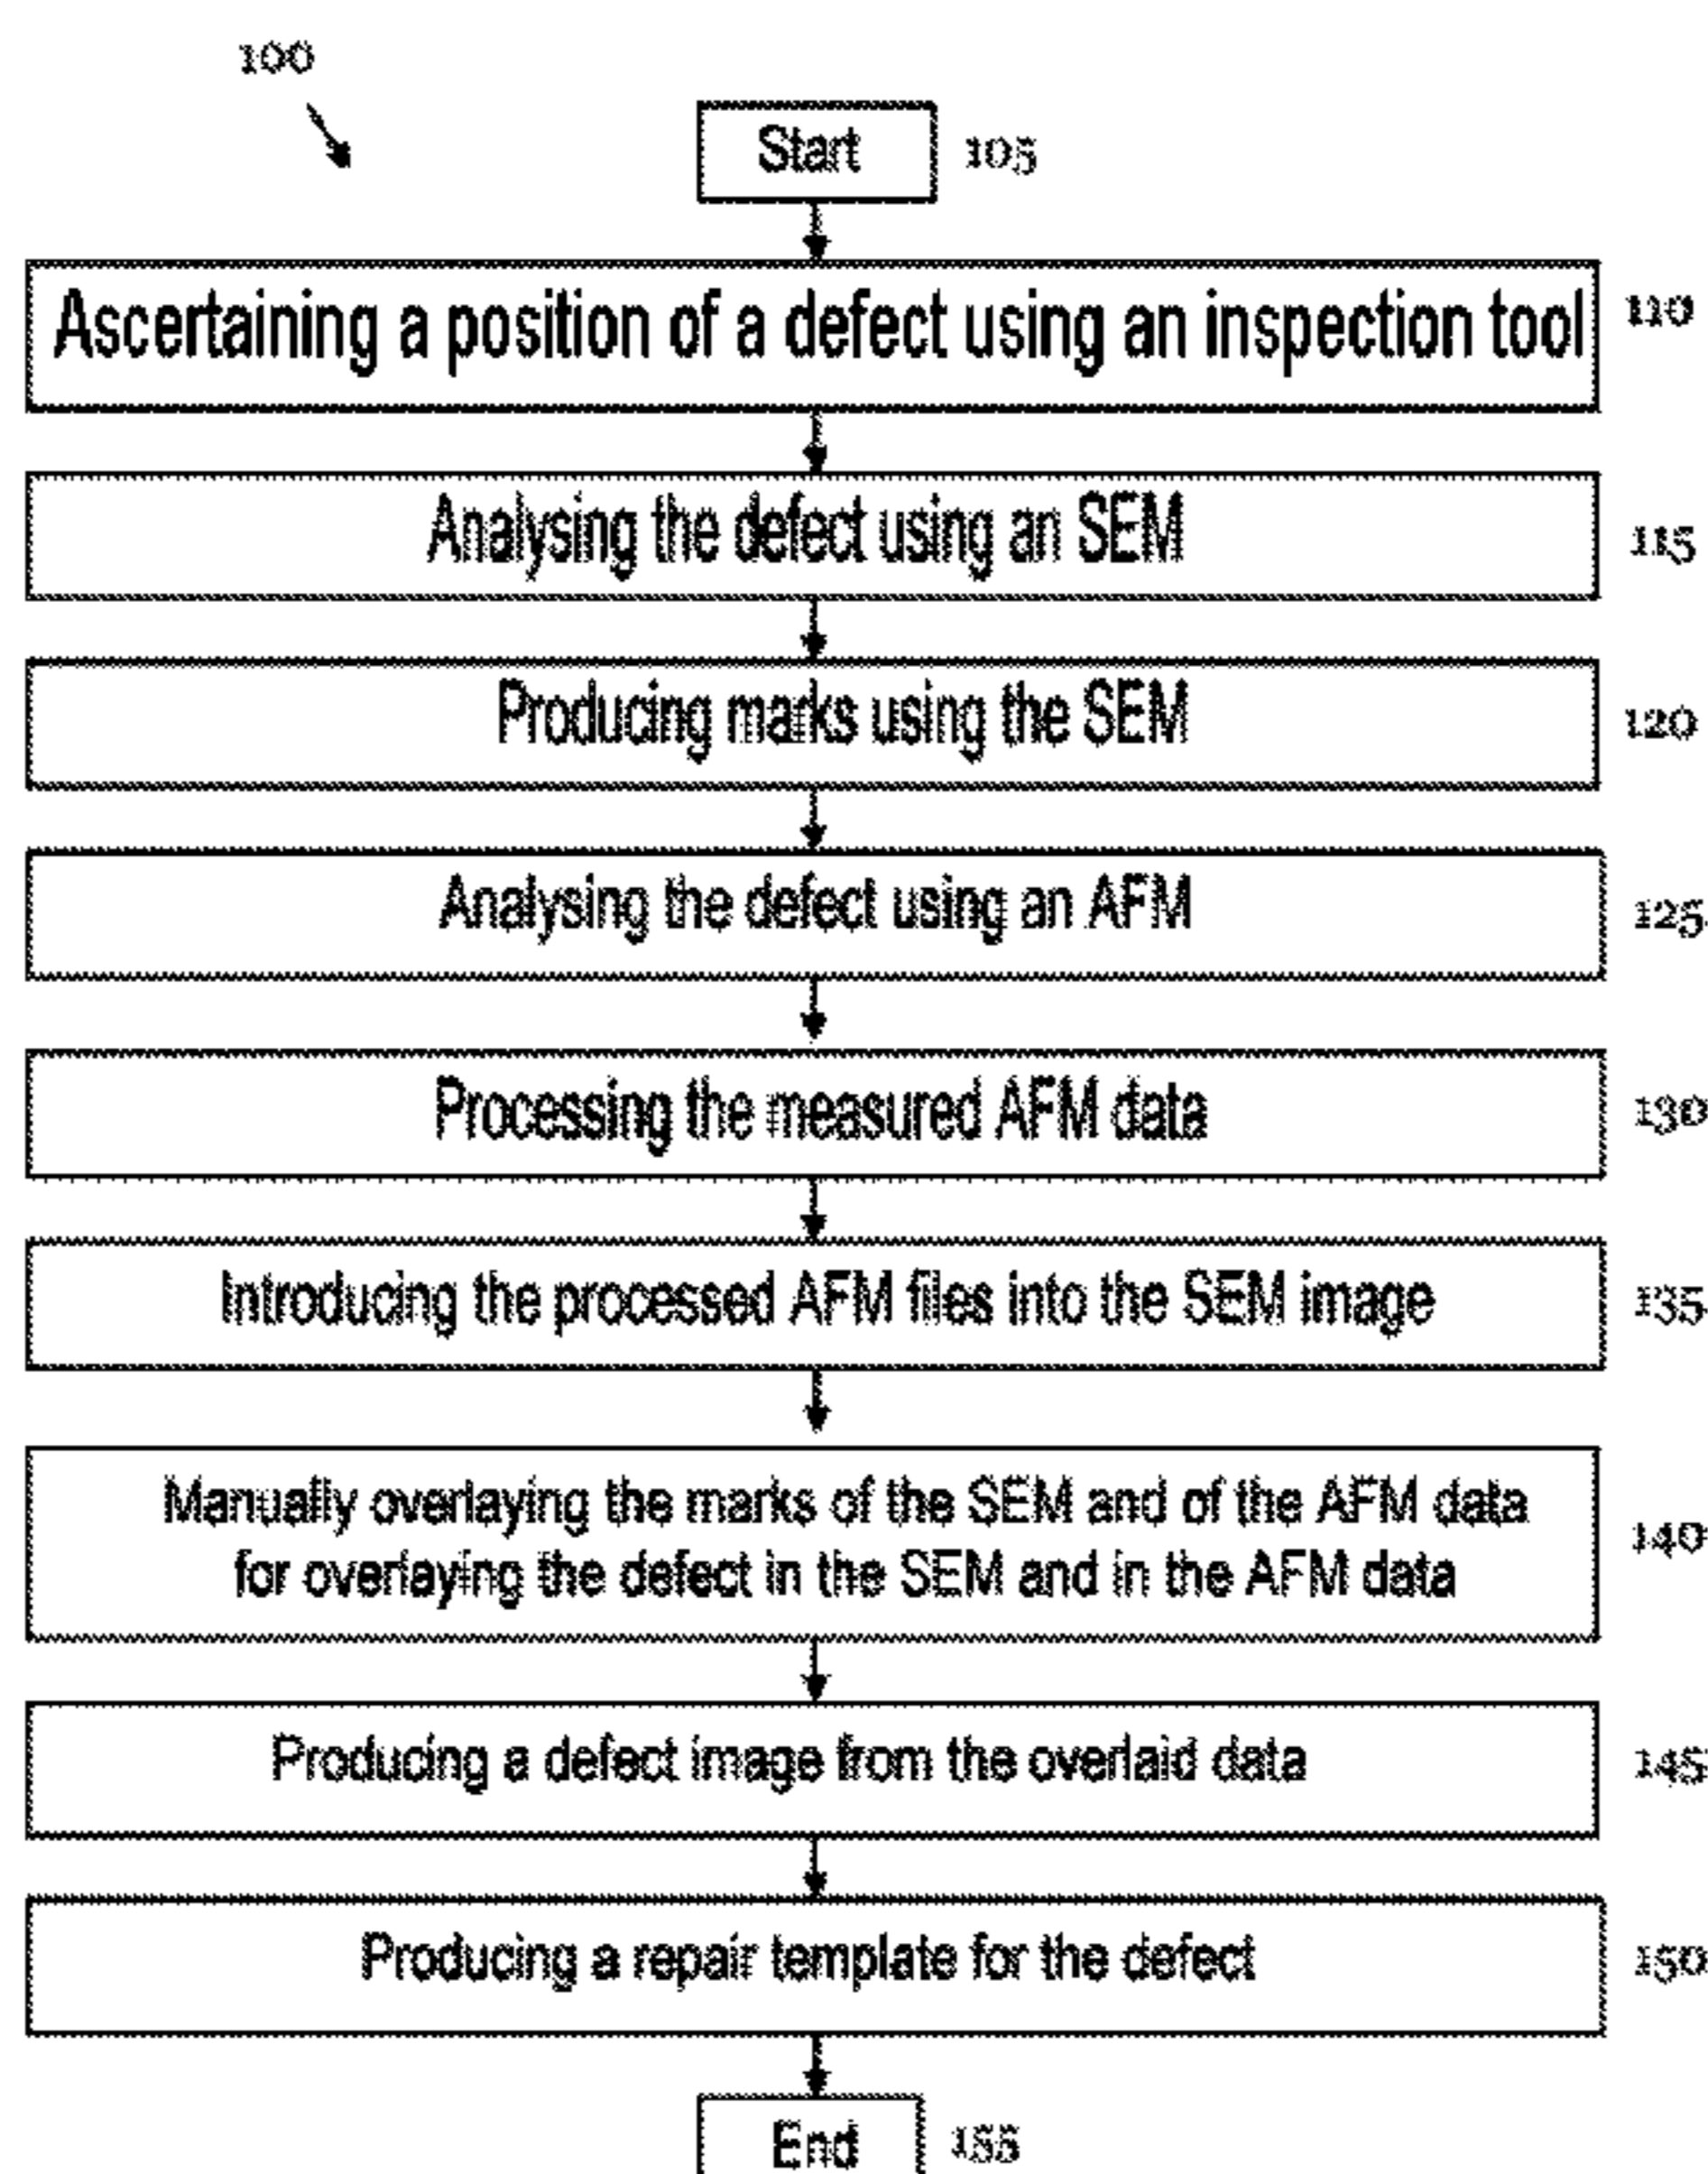 100
Start 105
Ascertaining a position of a defect using an inspection tool 110
Analysing the defect using an SEM 115
Producing marks using the SEM 120
Analysing the defect using an AFM 125
Processing the measured AFM data 130
Introducing the processed AFM files into the SEM image 135
Manually overlaying the marks of the SEM and of the AFM data
for overlaying the defect in the SEM and in the AFM data 140
Producing a defect image from the overlaid data 145
Producing a repair template for the defect 150
End 155